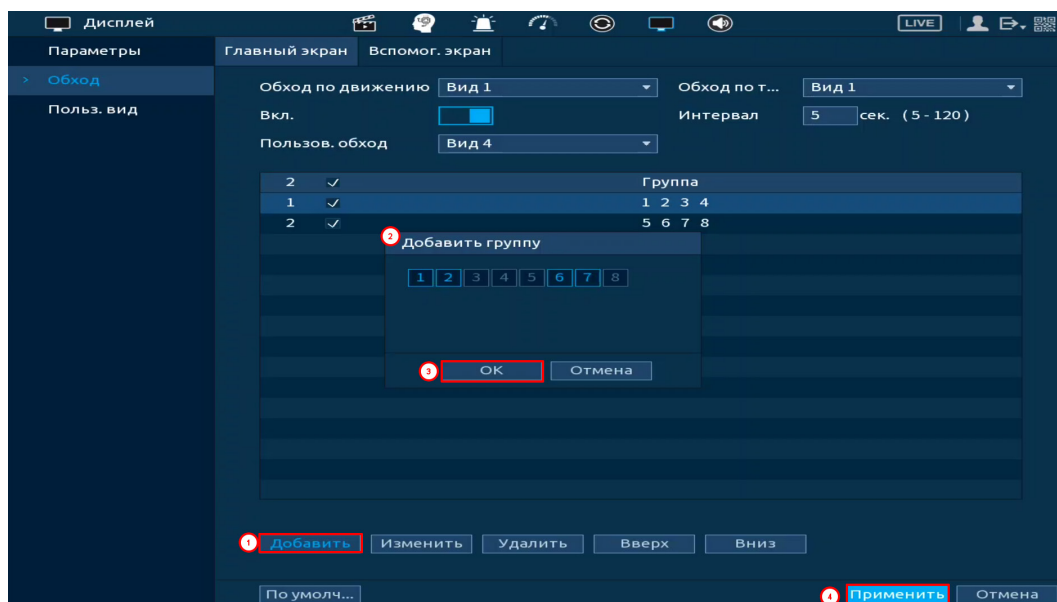 Дисплей LIVE
Параметры Главный экран Вспомог. экран
> Обход
Польз. вид
Обход по движению Вид 1 Обход по т... Вид 1
Вкл. Интервал 5 сек. (5-120)
Пользов. обход Вид 4
2 Группа
1 1 2 3 4
2 5 6 7 8
2 Добавить группу
1 2 3 4 5 6 7 8
3 OK Отмена
1 Добавить Изменить Удалить Вверх Вниз
По умолч... 4 Применить Отмена